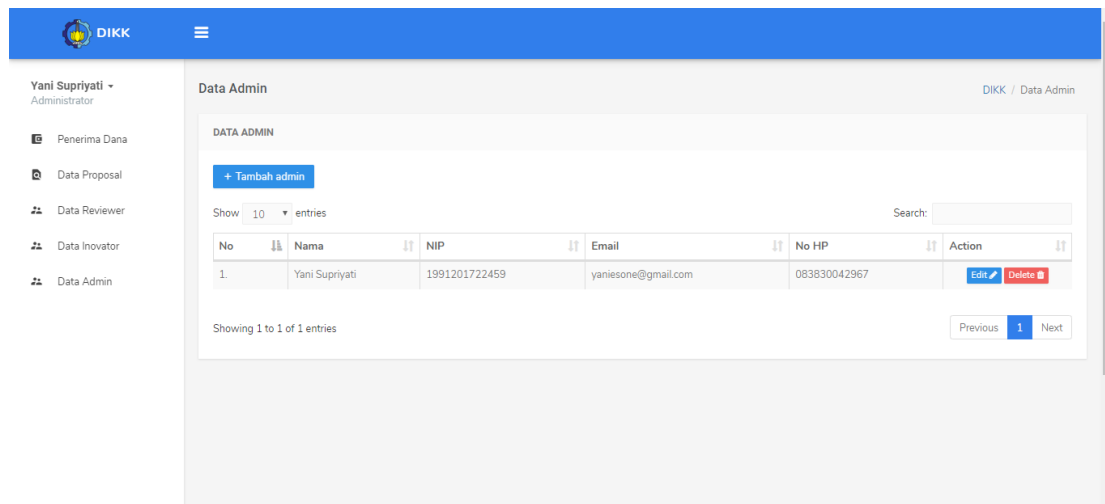 DIKK
Yani Supriyati
Administrator
Penerima Dana
Data Proposal
Data Reviewer
Data Inovator
Data Admin
Data Admin
DIKK / Data Admin
DATA ADMIN
+ Tambah admin
Show 10 entries
Search:
No Nama NIP Email No HP Action
1. Yani Supriyati 1991201722459 yaniesone@gmail.com 083830042967 Edit Delete
Showing 1 to 1 of 1 entries
Previous 1 Next